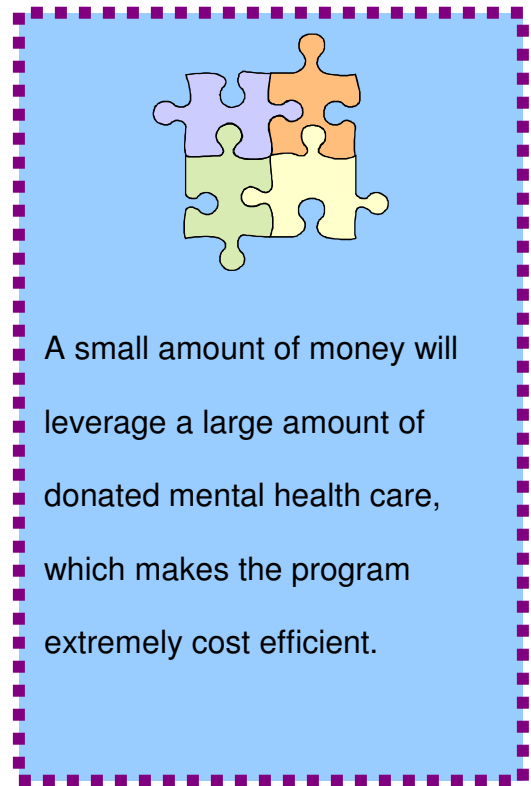 A small amount of money will
leverage a large amount of
donated mental health care,
which makes the program
extremely cost efficient.